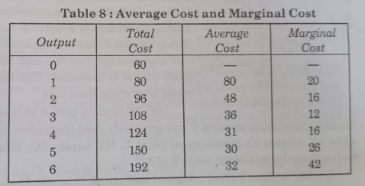 Table 8 : Average Cost and Marginal Cost
Output Total Cost Average Cost Marginal Cost
0 60 — —
1 80 80 20
2 96 48 16
3 108 36 12
4 124 31 16
5 150 30 26
6 192 32 42